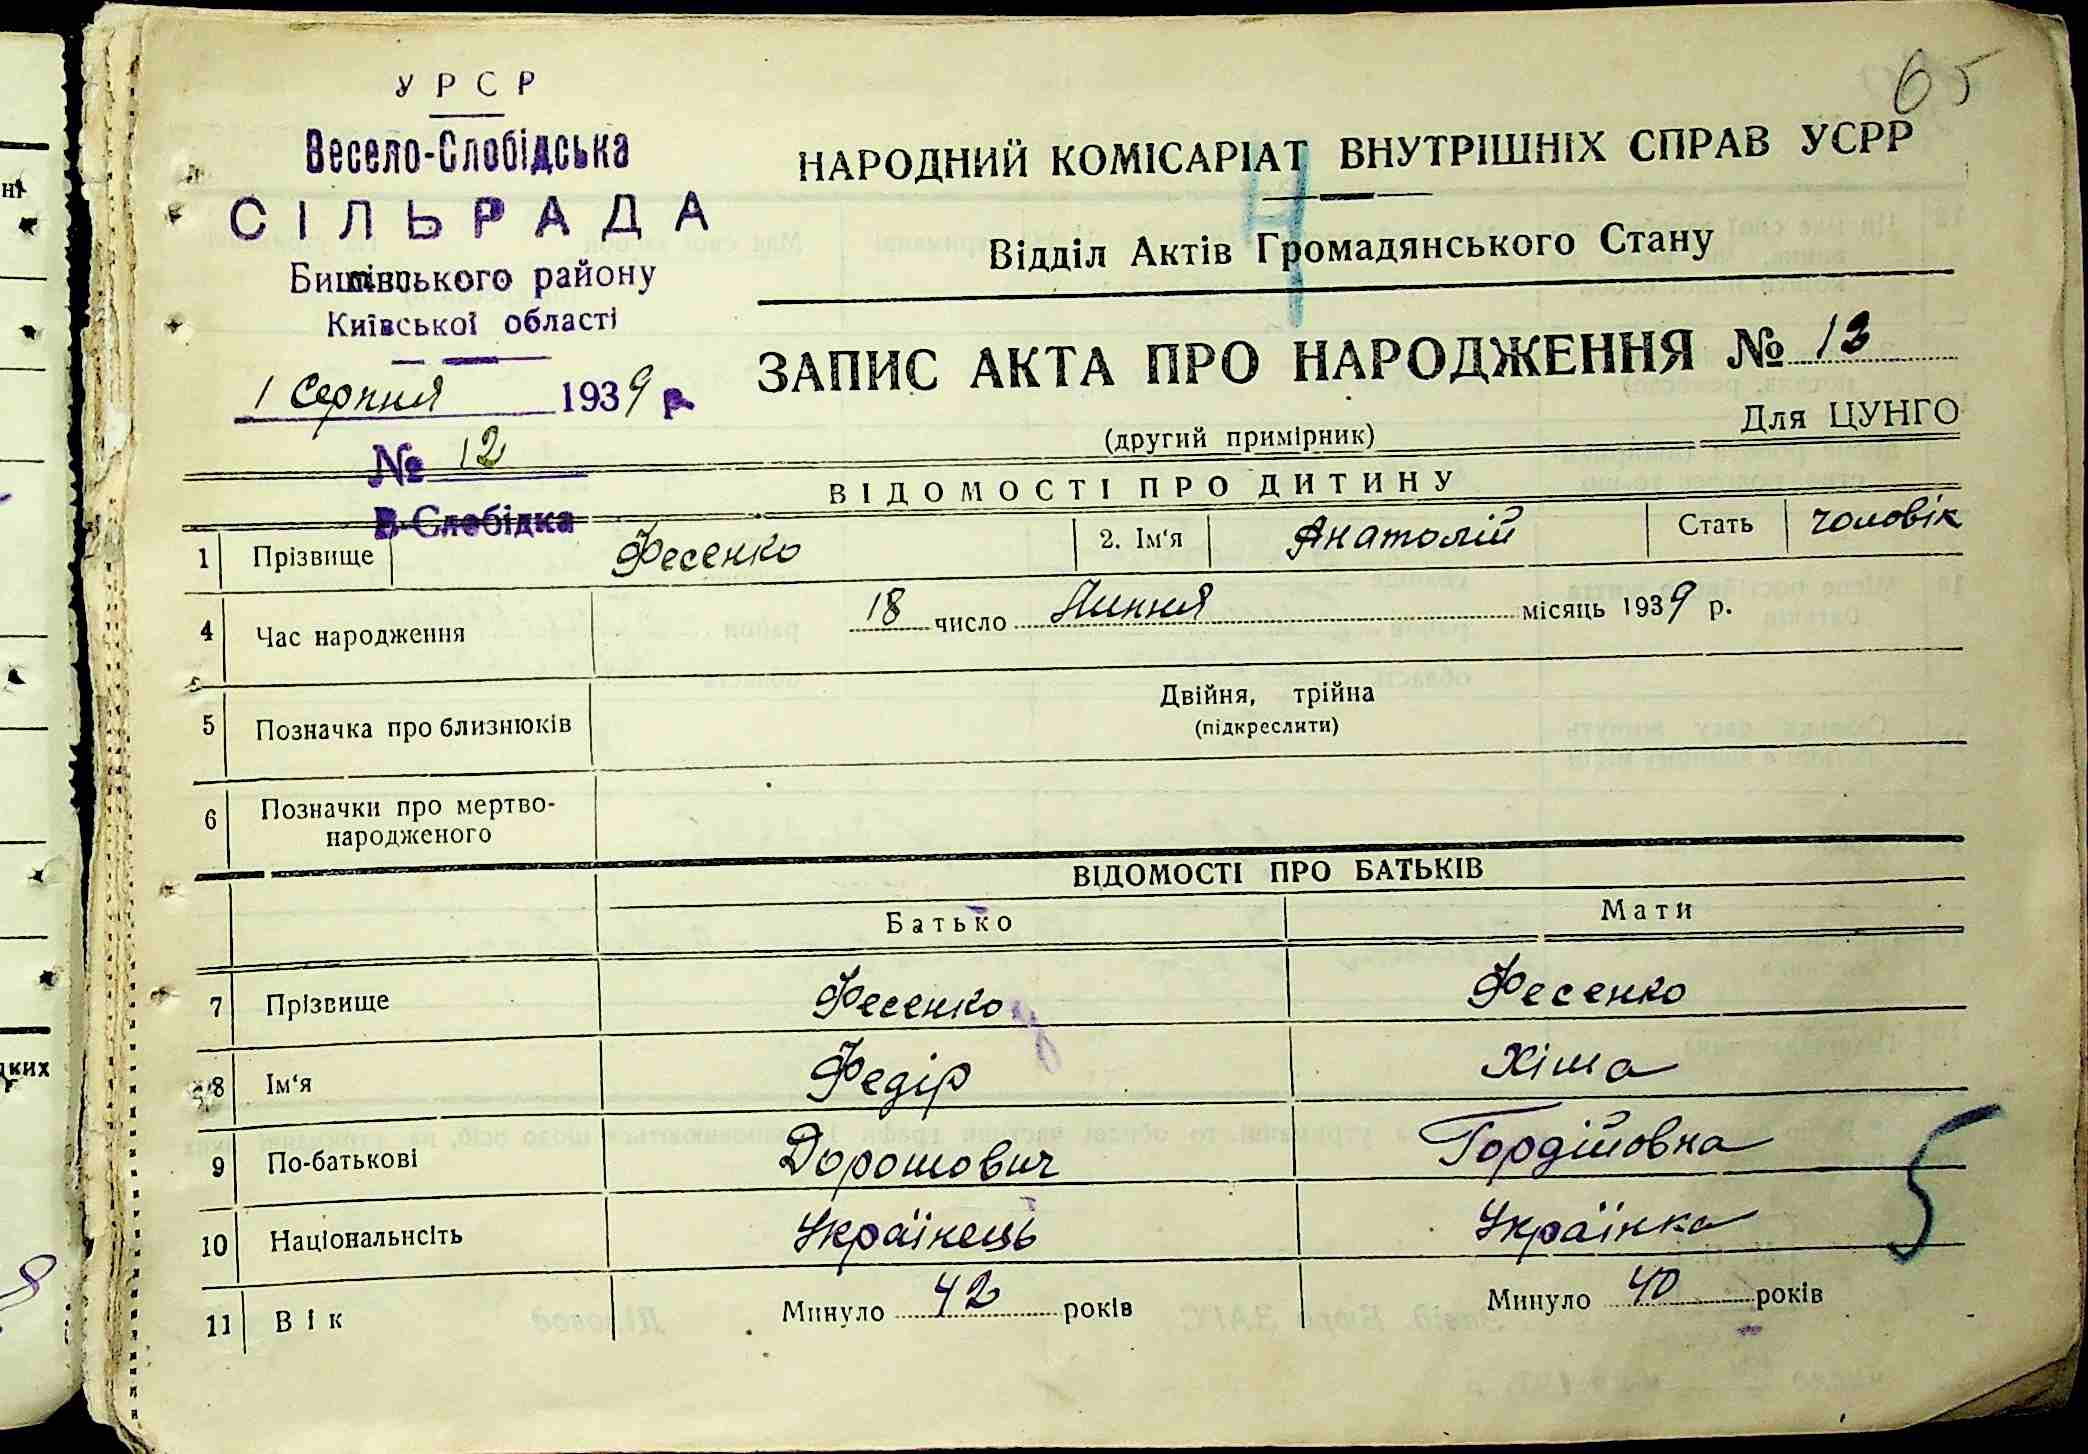 65
У Р С Р
Весело-Слобідська
СІЛЬРАДА
Бишівського району
Київської області
1 Серпня 1939 р.
№ 12
В-Слобідка
НАРОДНИЙ КОМІСАРІАТ ВНУТРІШНІХ СПРАВ УСРР
Ч
Відділ Актів Громадянського Стану
ЗАПИС АКТА ПРО НАРОДЖЕННЯ № 13
(другий примірник)
Для ЦУНГО
ВІДОМОСТІ ПРО ДИТИНУ
1 Прізвище Фесенко 2. Ім‘я Анатолій Стать чоловік
4 Час народження 18 число Липня місяць 1939 р.
5 Позначка про близнюків Двійня, трійна
(підкреслити)
6 Позначки про мертво-
народженого
ВІДОМОСТІ ПРО БАТЬКІВ
Батько Мати
7 Прізвище Фесенко Фесенко
8 Ім‘я Федір Хіма
9 По-батькові Дорошович Гордійовна
10 Національнсіть Українець Українка
5
11 Вік Минуло 42 років Минуло 40 років